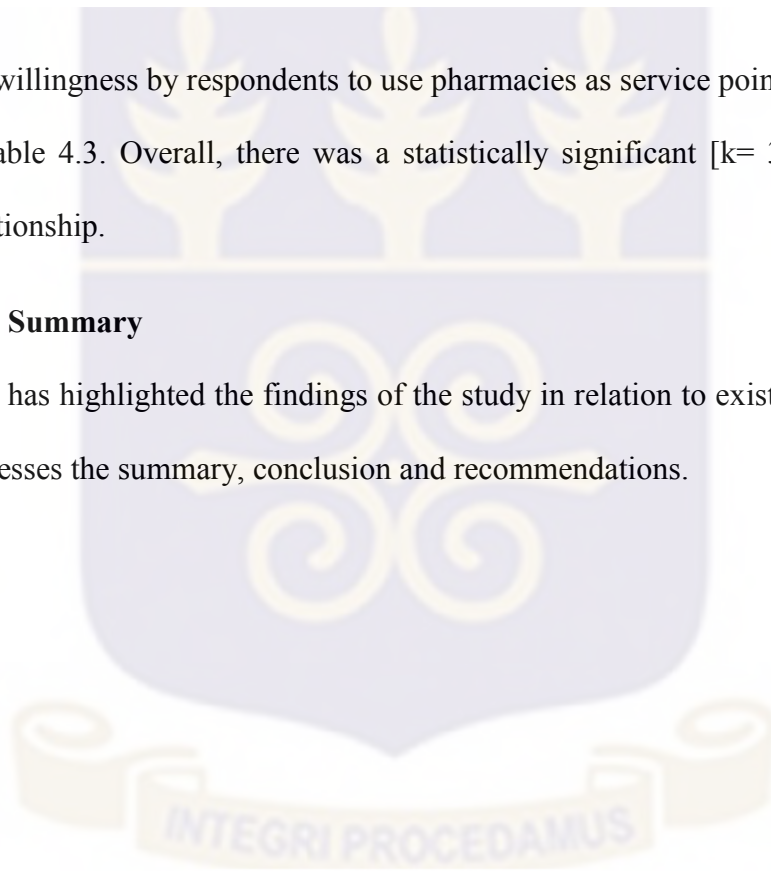 willingness by respondents to use pharmacies as service poin
able 4.3. Overall, there was a statistically significant [k= 3
tionship.
Summary
has highlighted the findings of the study in relation to exist
esses the summary, conclusion and recommendations.
INTEGRI PROCEDAMUS